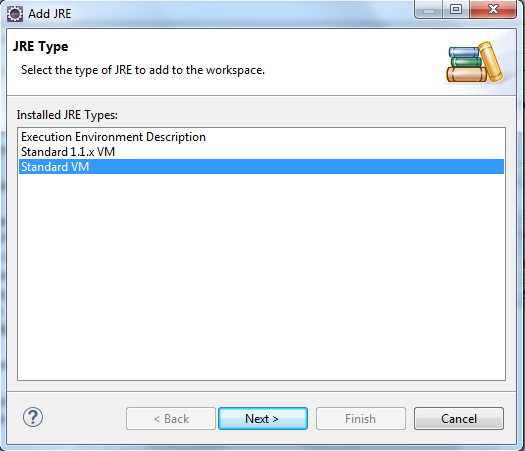 Add JRE
JRE Type
Select the type of JRE to add to the workspace.
Installed JRE Types:
Execution Environment Description
Standard 1.1.x VM
Standard VM
?
< Back
Next >
Finish
Cancel